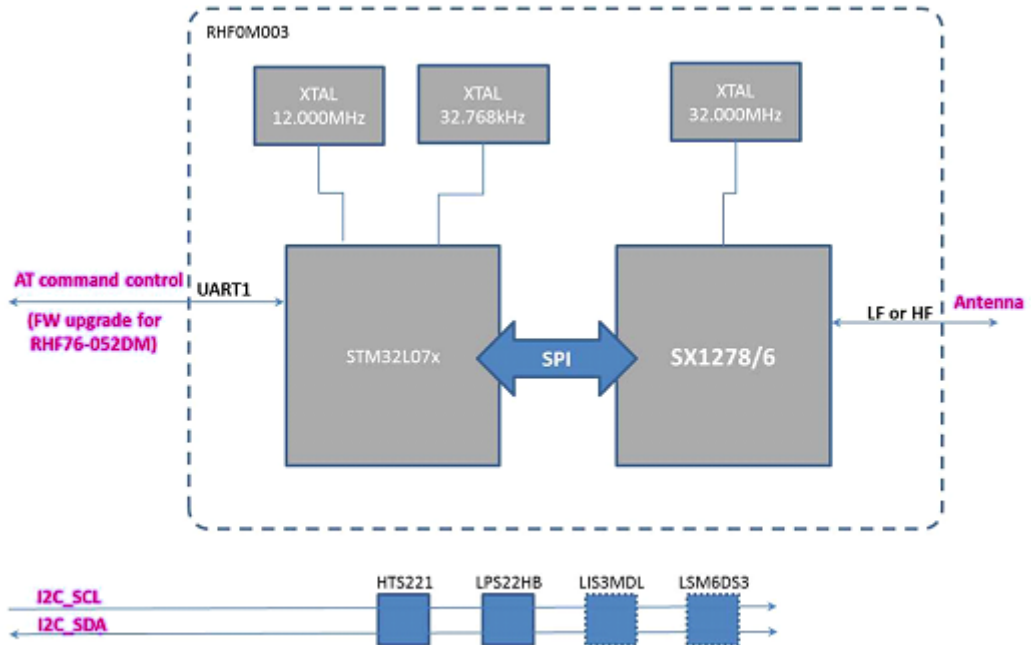 RHF0M003
XTAL
12.000MHz
XTAL
32.768kHz
XTAL
32.000MHz
AT command control
UART1
(FW upgrade for
RHF76-052DM)
STM32L07x
SPI
SX1278/6
LF or HF
Antenna
HTS221
LPS22HB
LIS3MDL
LSM6DS3
I2C_SCL
I2C_SDA